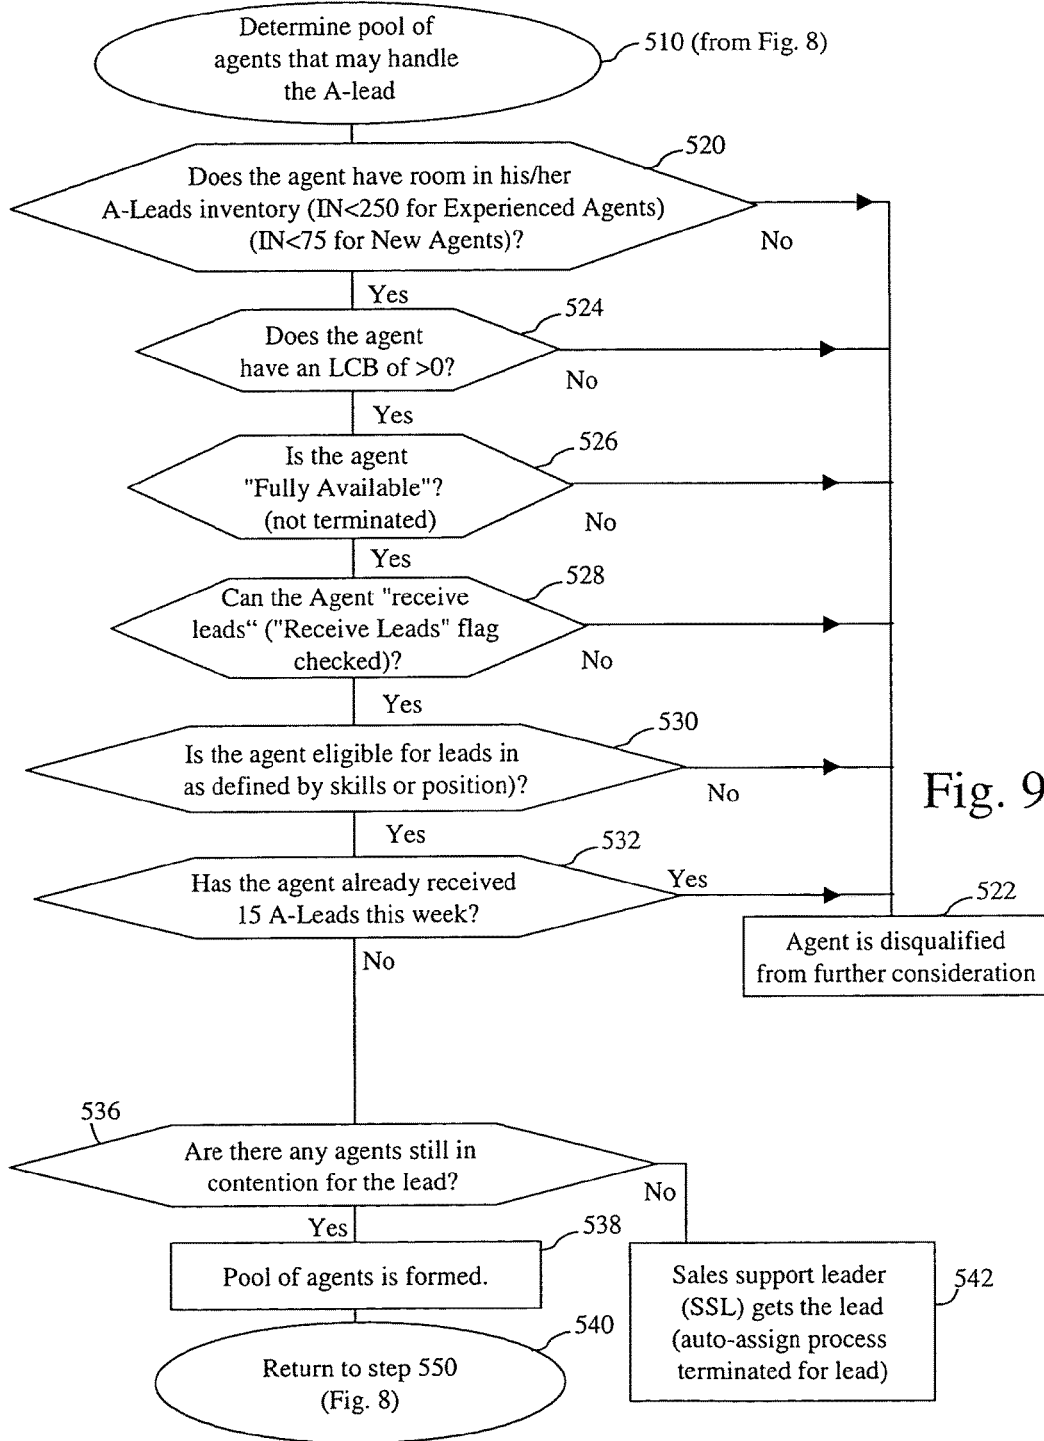 Determine pool of
agents that may handle
the A-lead
510 (from Fig. 8)
520
Does the agent have room in his/her
A-Leads inventory (IN<250 for Experienced Agents)
(IN<75 for New Agents)?
No
Yes
524
Does the agent
have an LCB of >0?
No
Yes
526
Is the agent
"Fully Available"?
(not terminated)
No
Yes
528
Can the Agent "receive
leads“ ("Receive Leads" flag
checked)?
No
Yes
530
Is the agent eligible for leads in
as defined by skills or position)?
No
Fig. 9
Yes
532
Has the agent already received
15 A-Leads this week?
Yes
No
522
Agent is disqualified
from further consideration
536
Are there any agents still in
contention for the lead?
No
Yes
538
Pool of agents is formed.
540
Return to step 550
(Fig. 8)
Sales support leader
(SSL) gets the lead
(auto-assign process
terminated for lead)
542